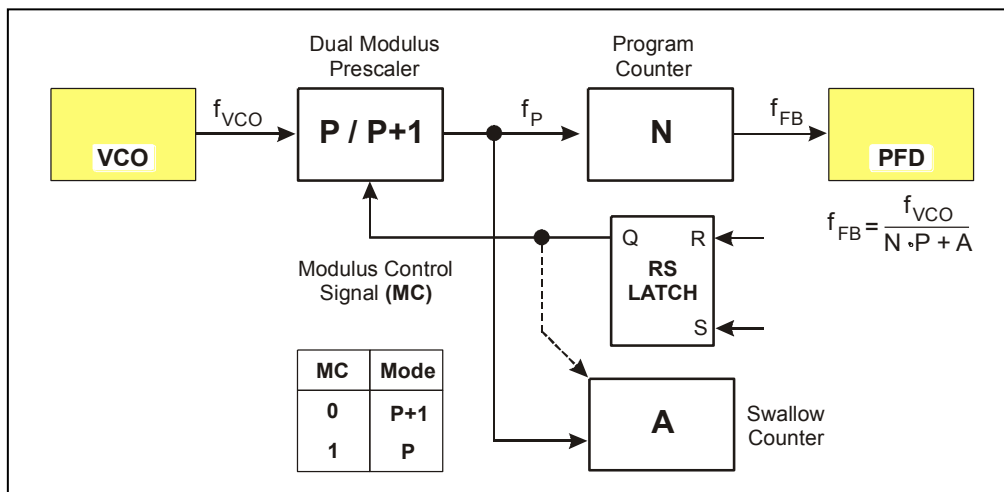 Dual Modulus
Prescaler
Program
Counter
VCO
f_VCO
P / P+1
f_P
N
f_FB
PFD
f_FB = f_VCO / (N·P + A)
Modulus Control
Signal (MC)
Q R
RS
LATCH
S
MC Mode
0 P+1
1 P
A
Swallow
Counter